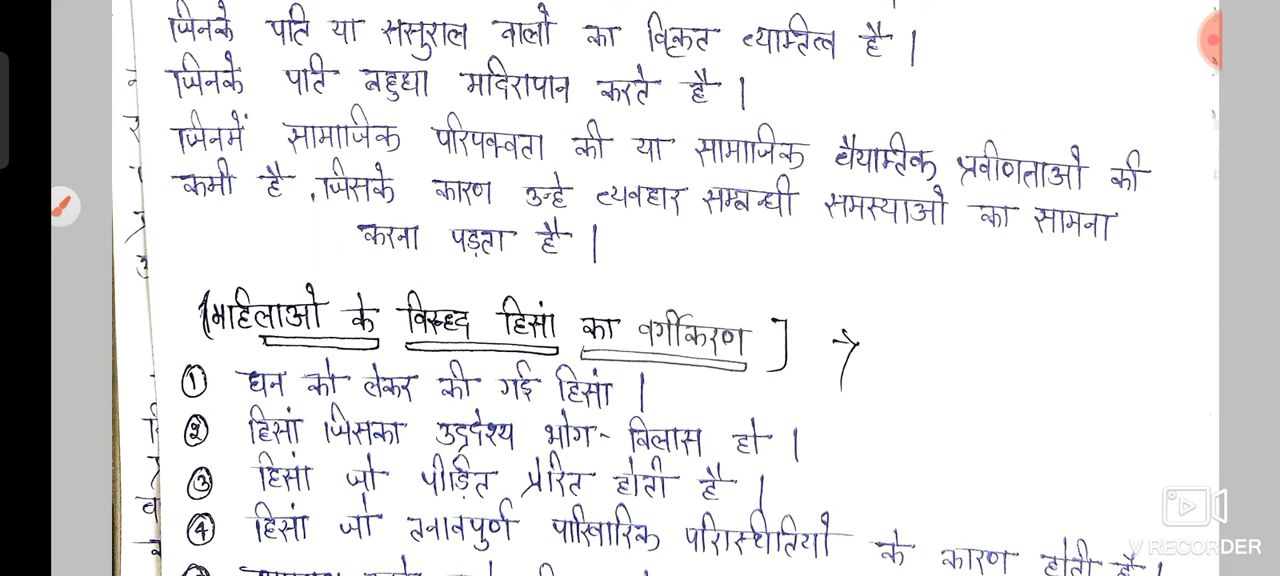 जिनके पति या ससुराल वालो का विकृत व्यक्तित्व है |
जिनके पति बहुधा मदिरापान करते है |
जिनमें सामाजिक परिपक्वता की या सामाजिक वैयाक्तिक प्रवीणताओ की
कमी है , जिसके कारण उन्हे व्यवहार सम्बन्धी समस्याओ का सामना
करना पड़ता है |
(महिलाओ के विरुद्द हिसां का वर्गीकरण ] →
① धन को लेकर की गई हिसां |
② हिसां जिसका उद्देश्य भोग - विलास हो |
③ हिसां जो पीड़ित प्रेरित होती है |
④ हिसां जो तनावपुर्ण पारिवारिक परिास्थीतियो के कारण होती है |
V RECORDER